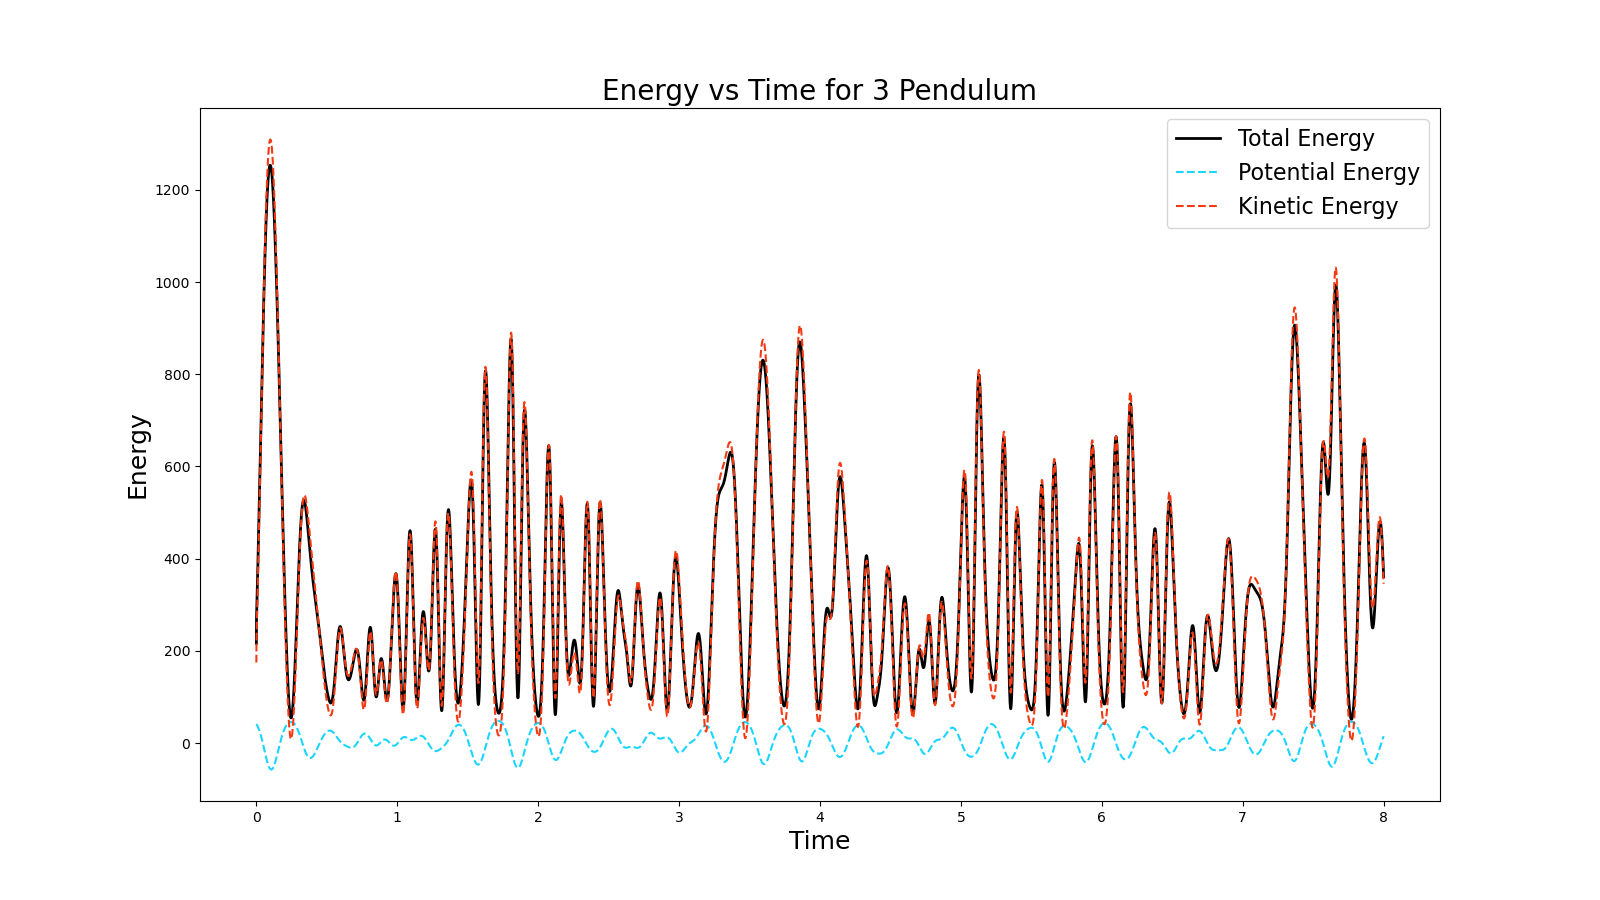 Energy vs Time for 3 Pendulum
Total Energy
Potential Energy
Kinetic Energy
Energy
1200
1000
800
600
400
200
0
0 1 2 3 4 5 6 7 8
Time